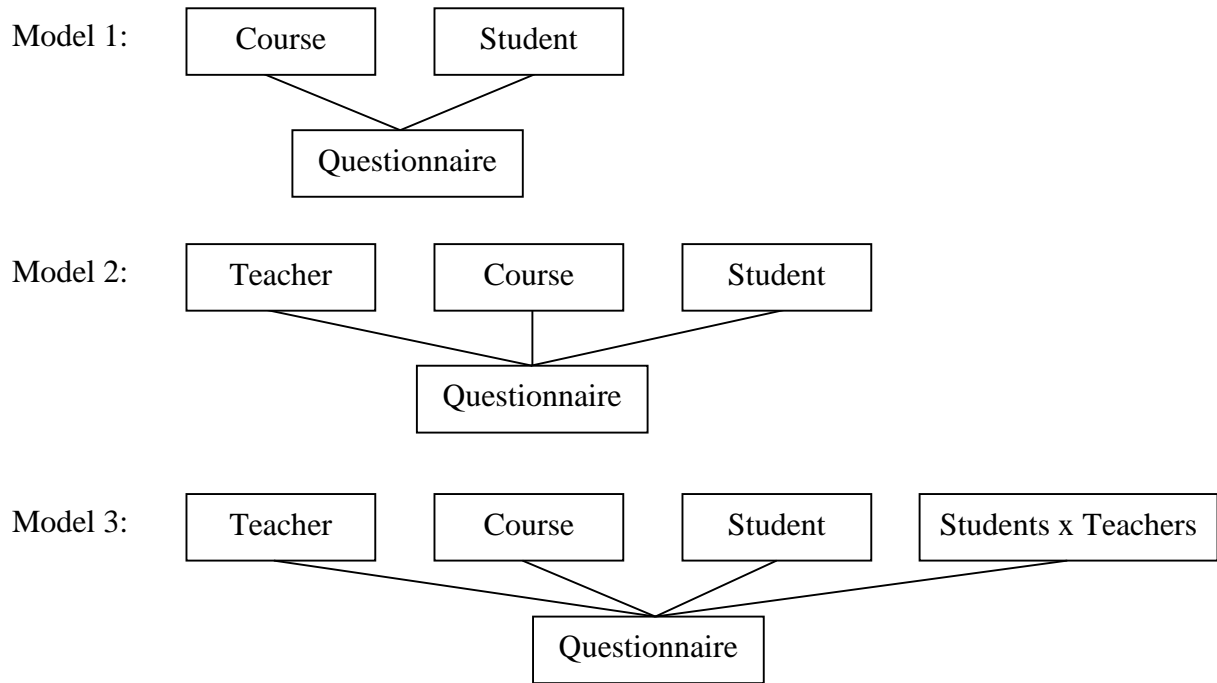 Model 1:
Course
Student
Questionnaire
Model 2:
Teacher
Course
Student
Questionnaire
Model 3:
Teacher
Course
Student
Students x Teachers
Questionnaire